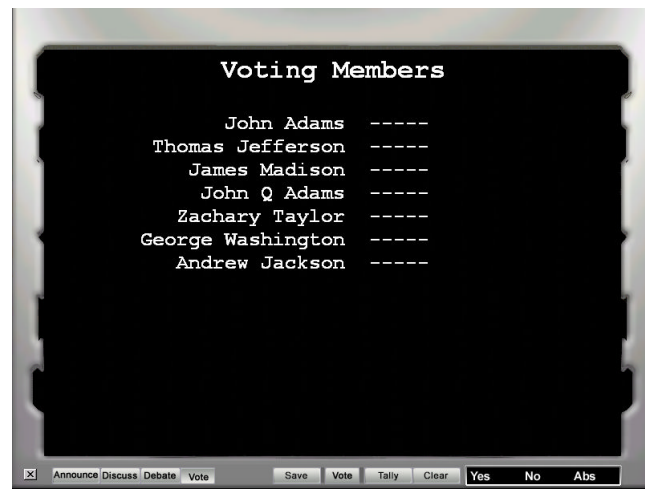 Voting Members
John Adams -----
Thomas Jefferson -----
James Madison -----
John Q Adams -----
Zachary Taylor -----
George Washington -----
Andrew Jackson -----
X Announce Discuss Debate Vote Save Vote Tally Clear Yes No Abs